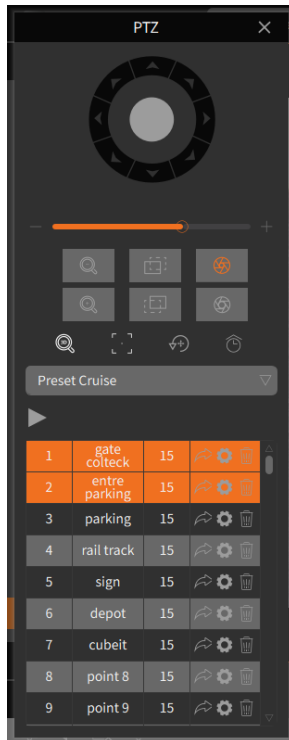 PTZ
Preset Cruise
1 gate colteck 15
2 entre parking 15
3 parking 15
4 rail track 15
5 sign 15
6 depot 15
7 cubeit 15
8 point 8 15
9 point 9 15